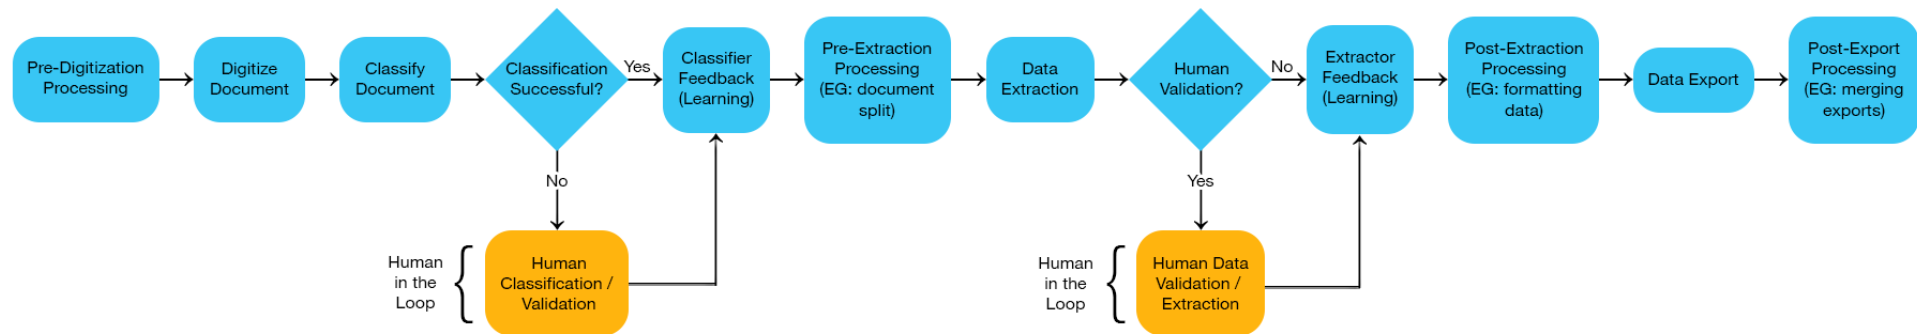 Pre-Digitization
Processing
Digitize
Document
Classify
Document
Classification
Successful?
Yes
No
Human
in the
Loop
Human
Classification /
Validation
Classifier
Feedback
(Learning)
Pre-Extraction
Processing
(EG: document
split)
Data
Extraction
Human
Validation?
No
Yes
Human
in the
Loop
Human Data
Validation /
Extraction
Extractor
Feedback
(Learning)
Post-Extraction
Processing
(EG: formatting
data)
Data Export
Post-Export
Processing
(EG: merging
exports)